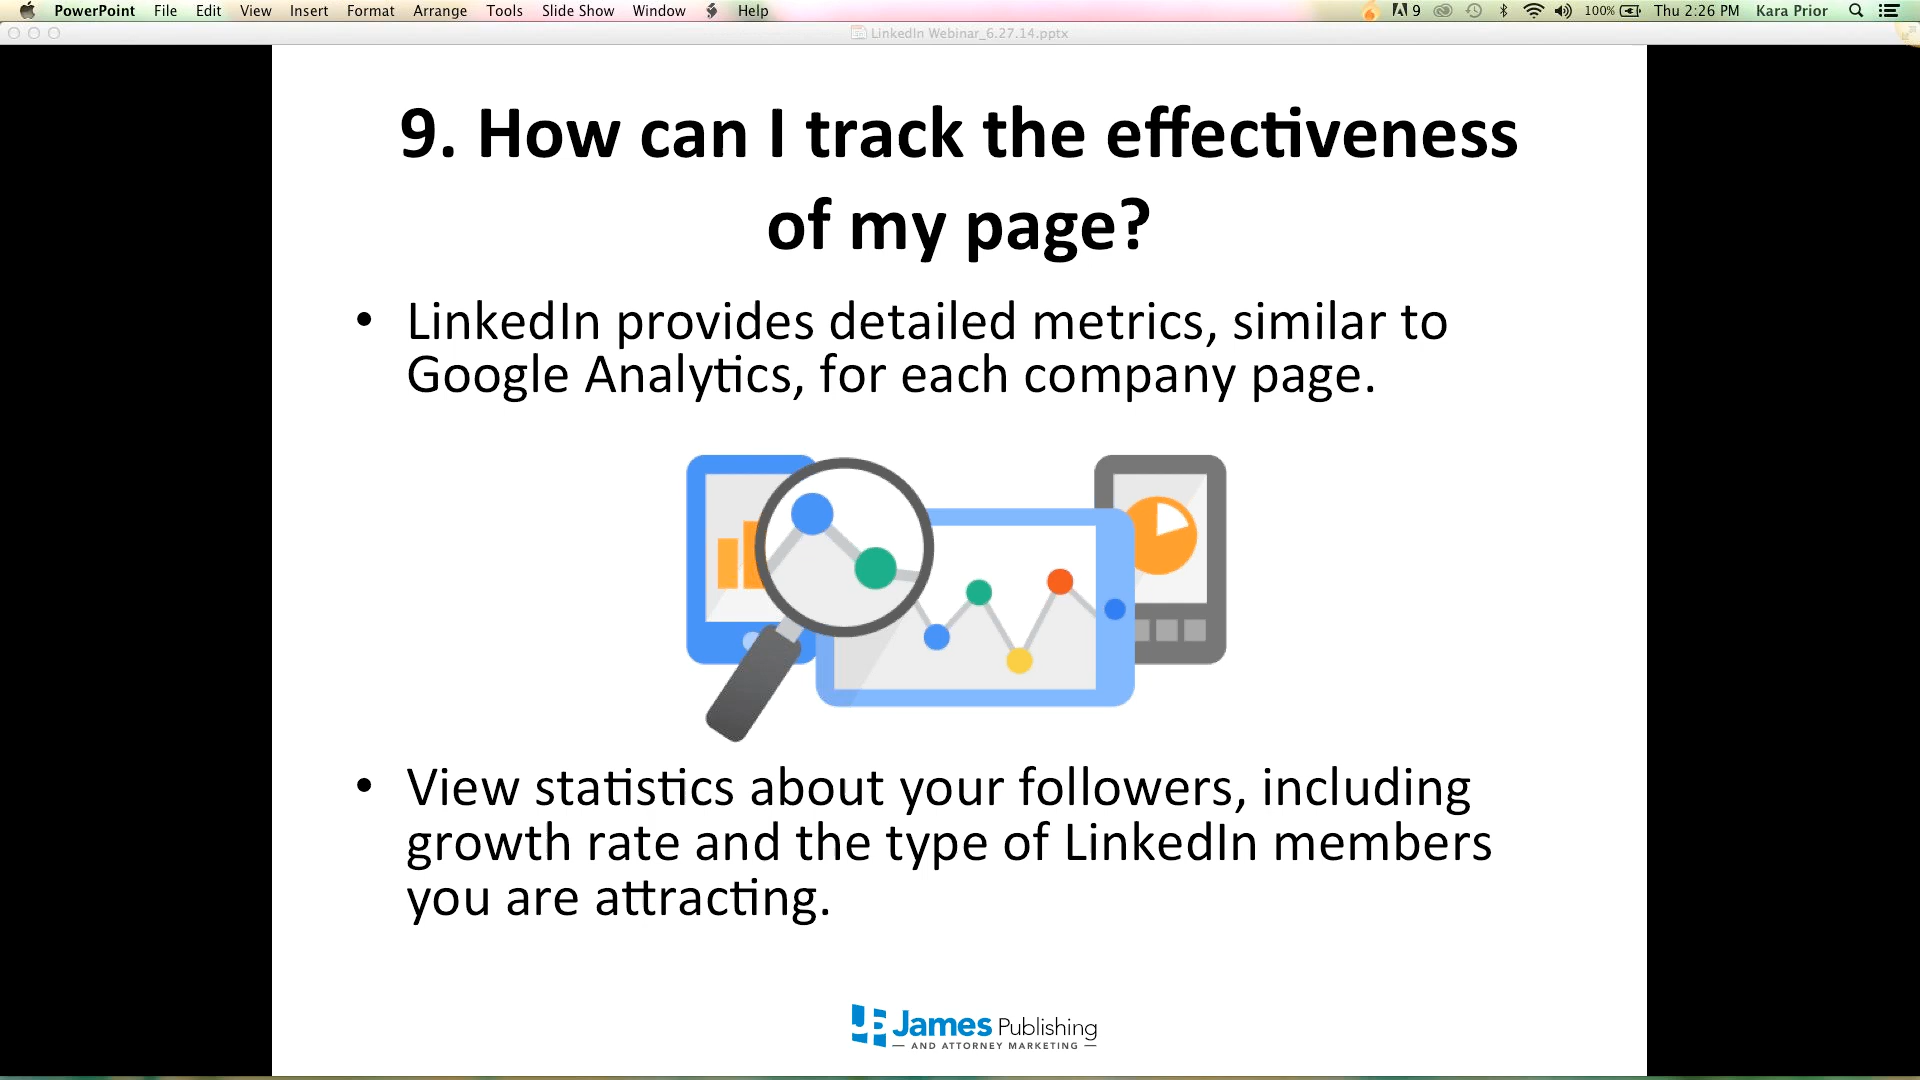 PowerPoint File Edit View Insert Format Arrange Tools Slide Show Window Help 9 100% Thu 2:26 PM Kara Prior
LinkedIn Webinar_6.27.14.pptx
9. How can I track the effectiveness
of my page?
• LinkedIn provides detailed metrics, similar to
Google Analytics, for each company page.
• View statistics about your followers, including
growth rate and the type of LinkedIn members
you are attracting.
James Publishing
— AND ATTORNEY MARKETING —